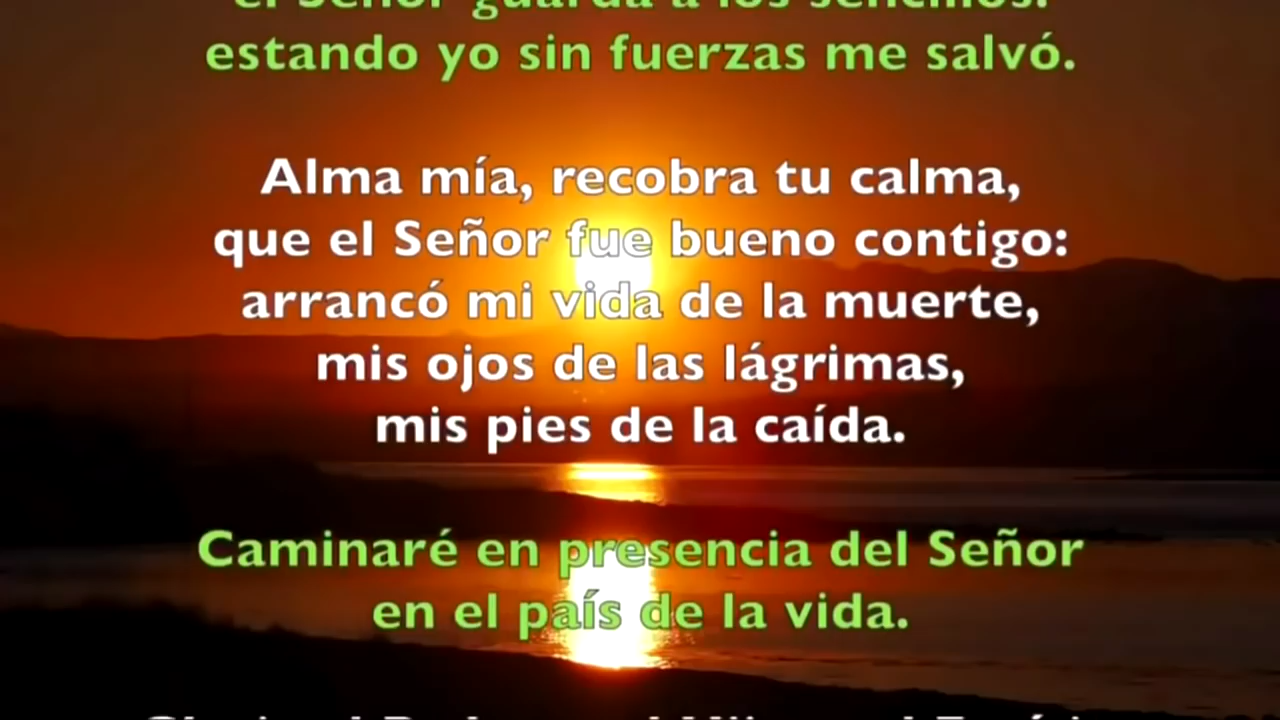 el Señor guarda a los sencillos:
estando yo sin fuerzas me salvó.
Alma mía, recobra tu calma,
que el Señor fue bueno contigo:
arrancó mi vida de la muerte,
mis ojos de las lágrimas,
mis pies de la caída.
Caminaré en presencia del Señor
en el país de la vida.